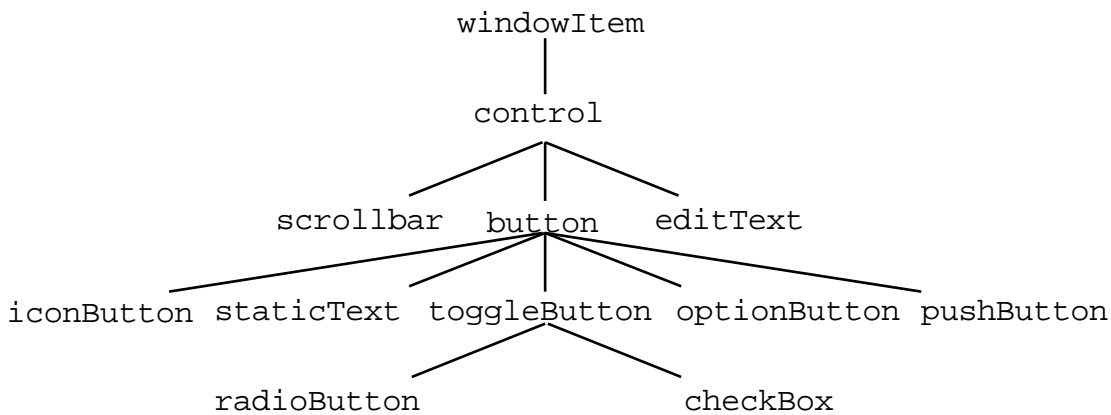 windowItem
control
scrollbar button editText
iconButton staticText toggleButton optionButton pushButton
radioButton checkBox